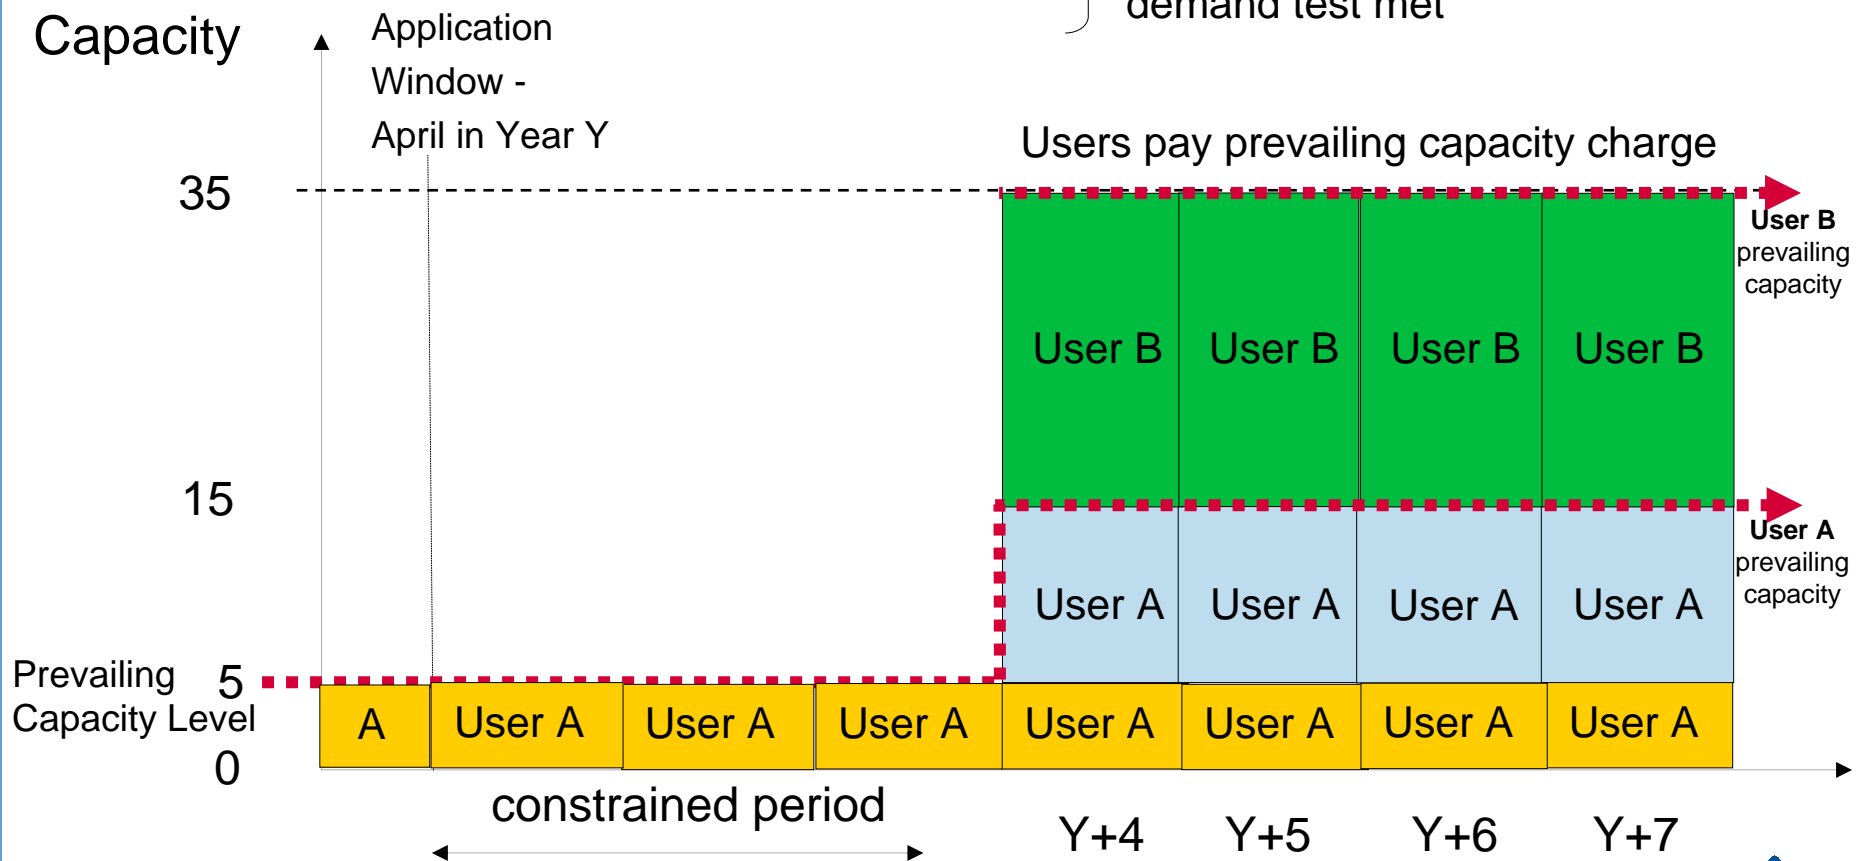 demand test met
Capacity
Application
Window -
April in Year Y
Users pay prevailing capacity charge
35
User B
prevailing
capacity
User B User B User B User B
15
User A
prevailing
capacity
User A User A User A User A
Prevailing 5
Capacity Level
A User A User A User A User A User A User A User A
0
constrained period
Y+4 Y+5 Y+6 Y+7